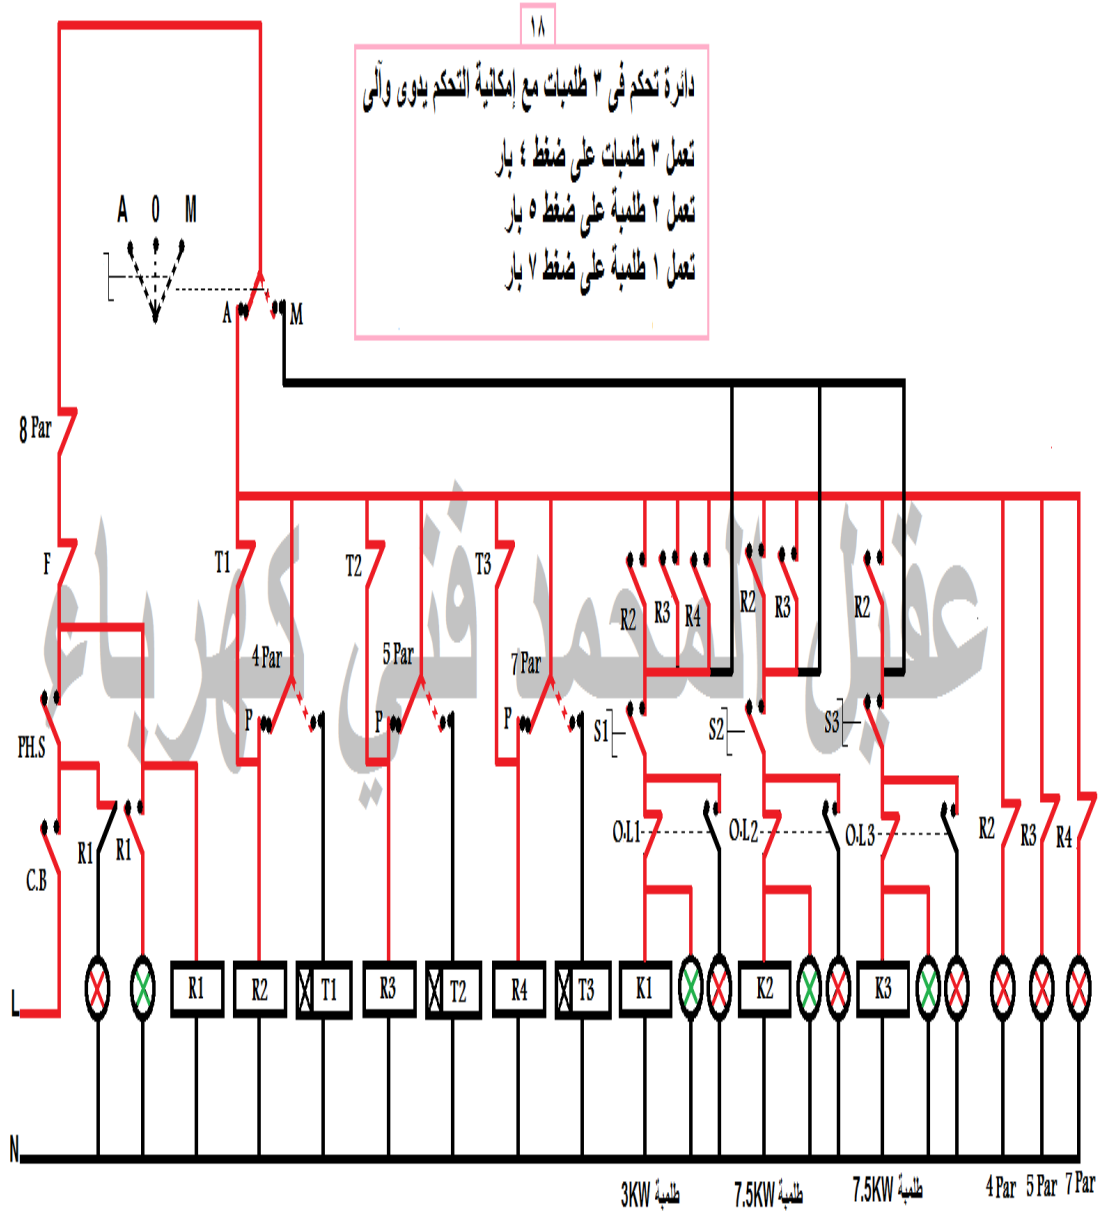 ١٨
دائرة تحكم فى ٣ طلمبات مع إمكانية التحكم يدوى وآلى
تعمل ٣ طلمبات على ضغط ٤ بار
تعمل ٢ طلمبة على ضغط ٥ بار
تعمل ١ طلمبة على ضغط ٧ بار
A 0 M
A M
8 Par
F
T1 T2 T3
4 Par 5 Par 7 Par
P P P
R2 R3 R4 R2 R3 R2
PH.S
S1 S2 S3
C.B
R1 R1
O.L1 O.L2 O.L3
R2 R3 R4
عقيل المحمد فني كهرباء
L
R1 R2 T1 R3 T2 R4 T3 K1 K2 K3
N
طلمبة 3KW
طلمبة 7.5KW
طلمبة 7.5KW
4 Par 5 Par 7 Par